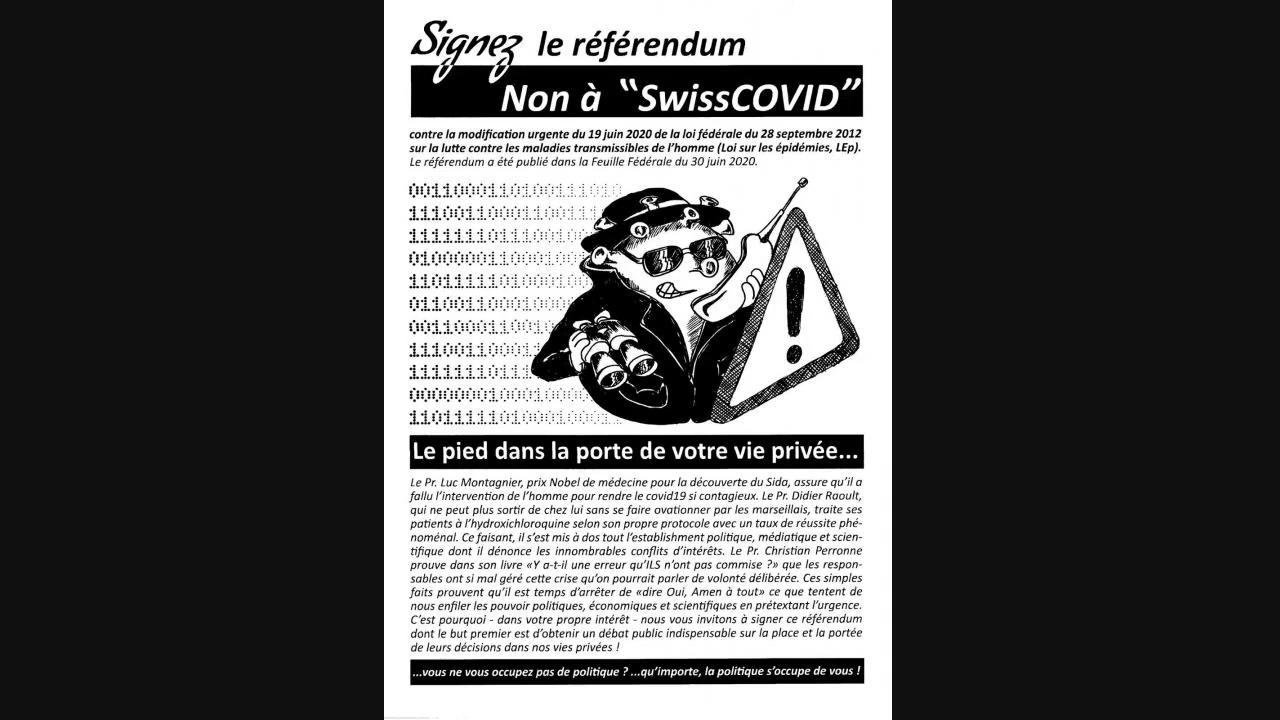 Signez le référendum
Non à "SwissCOVID"
contre la modification urgente du 19 juin 2020 de la loi fédérale du 28 septembre 2012
sur la lutte contre les maladies transmissibles de l'homme (Loi sur les épidémies, LEp).
Le référendum a été publié dans la Feuille Fédérale du 30 juin 2020.
0011000110100111010
111001100011001100
11111110110100010
0100000100010000
1101111101000100
011001100010100
00110001100100
1110011000110
111111101110
0000000100010000
11011111010001000011
Le pied dans la porte de votre vie privée...
Le Pr. Luc Montagnier, prix Nobel de médecine pour la découverte du Sida, assure qu'il a
fallu l'intervention de l'homme pour rendre le covid19 si contagieux. Le Pr. Didier Raoult,
qui ne peut plus sortir de chez lui sans se faire ovationner par les marseillais, traite ses
patients à l'hydroxichloroquine selon son propre protocole avec un taux de réussite phé-
noménal. Ce faisant, il s'est mis à dos tout l'establishment politique, médiatique et scien-
tifique dont il dénonce les innombrables conflits d'intérêts. Le Pr. Christian Perronne
prouve dans son livre «Y a-t-il une erreur qu'ILS n'ont pas commise ?» que les respon-
sables ont si mal géré cette crise qu'on pourrait parler de volonté délibérée. Ces simples
faits prouvent qu'il est temps d'arrêter de «dire Oui, Amen à tout» ce que tentent de
nous enfiler les pouvoir politiques, économiques et scientifiques en prétextant l'urgence.
C'est pourquoi - dans votre propre intérêt - nous vous invitons à signer ce référendum
dont le but premier est d'obtenir un débat public indispensable sur la place et la portée
de leurs décisions dans nos vies privées !
...vous ne vous occupez pas de politique ? ...qu'importe, la politique s'occupe de vous !